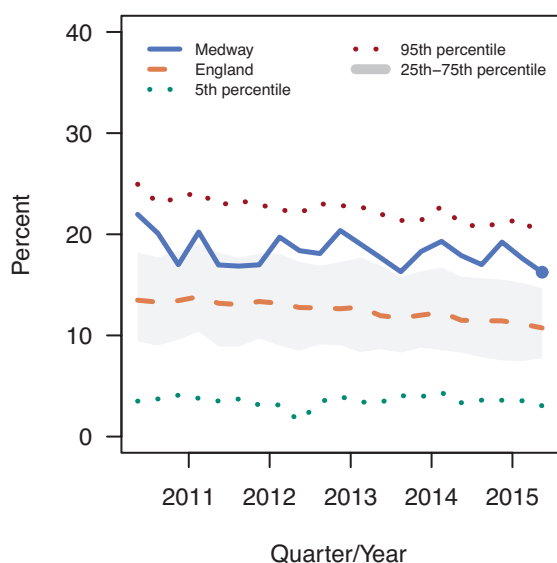 40
30
20
10
0
Percent
Medway
England
5th percentile
95th percentile
25th–75th percentile
2011 2012 2013 2014 2015
Quarter/Year